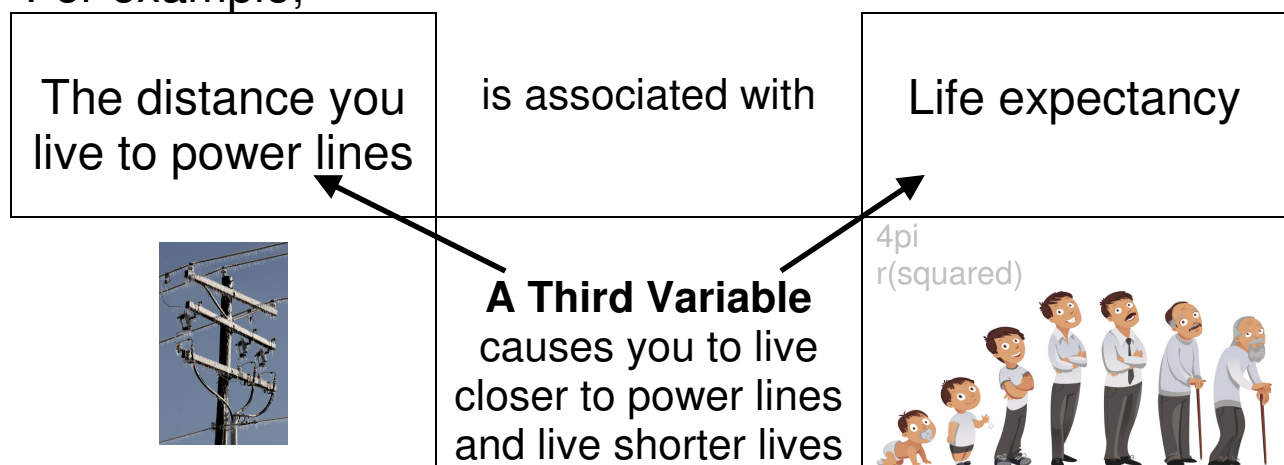 For example,
The distance you
live to power lines
is associated with
Life expectancy
A Third Variable
causes you to live
closer to power lines
and live shorter lives
4pi
r(squared)